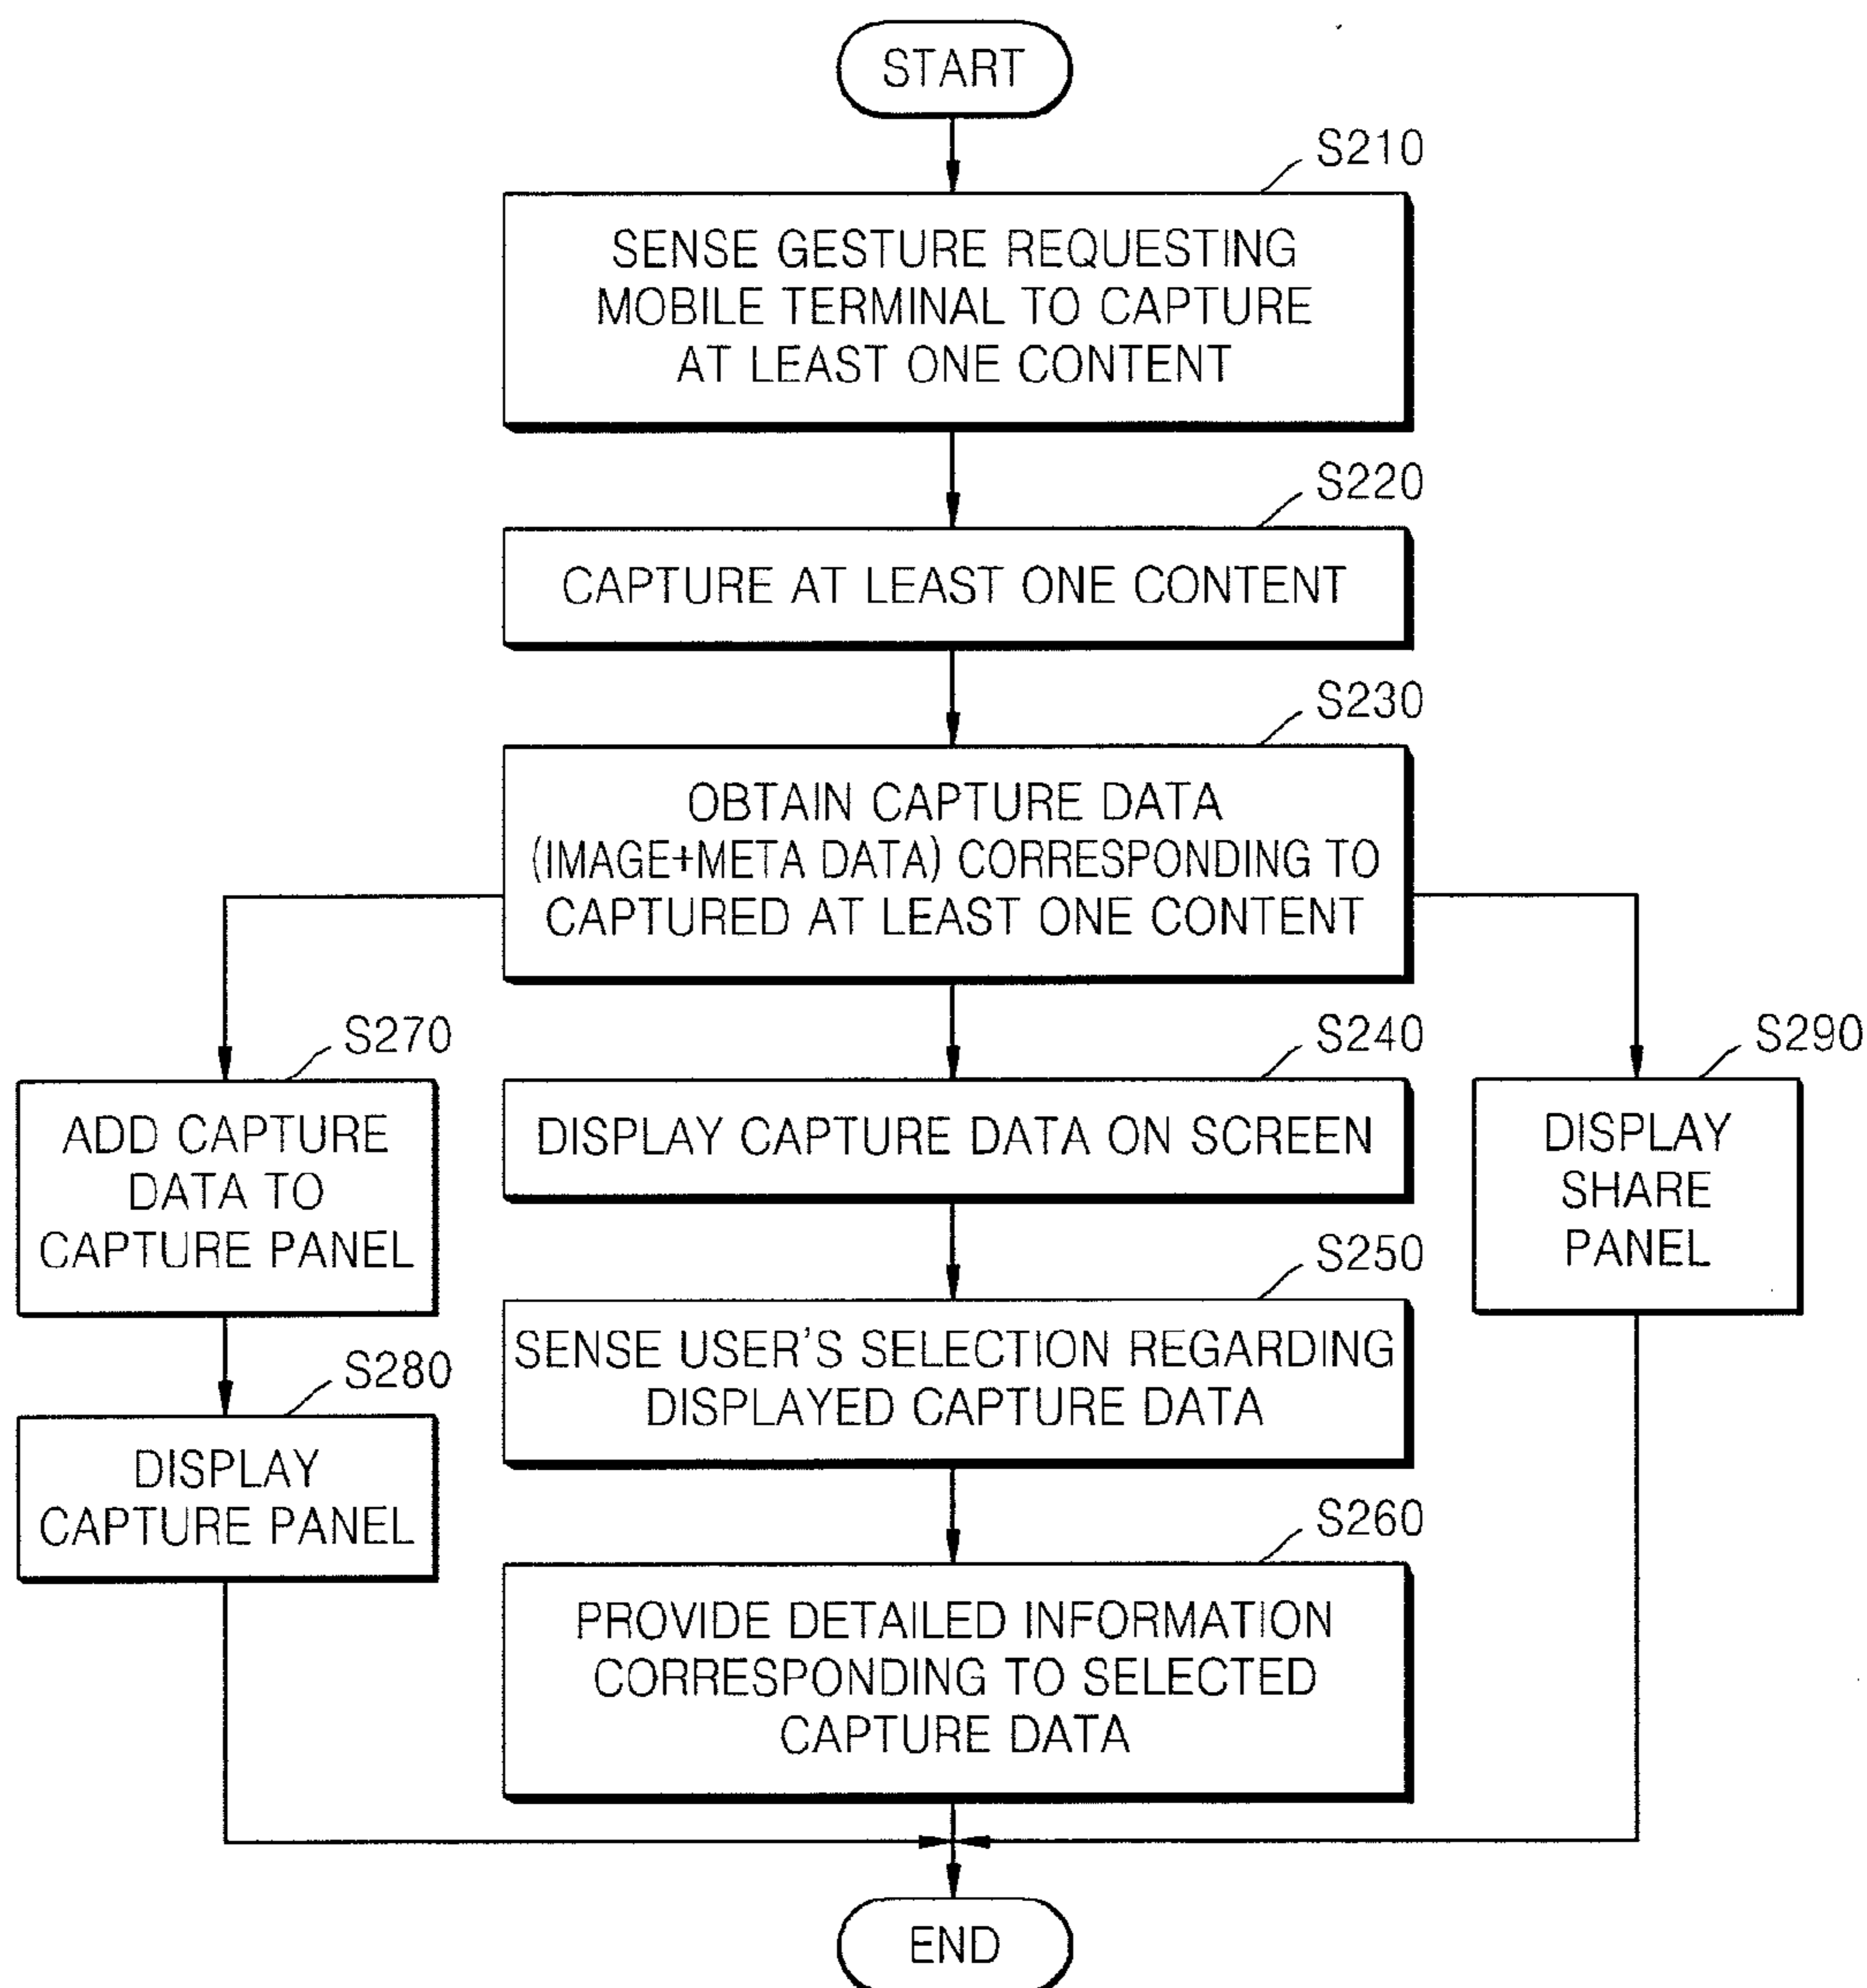 START
S210
SENSE GESTURE REQUESTING
MOBILE TERMINAL TO CAPTURE
AT LEAST ONE CONTENT
S220
CAPTURE AT LEAST ONE CONTENT
S230
OBTAIN CAPTURE DATA
(IMAGE+META DATA) CORRESPONDING TO
CAPTURED AT LEAST ONE CONTENT
S270
ADD CAPTURE
DATA TO
CAPTURE PANEL
S280
DISPLAY
CAPTURE PANEL
S240
DISPLAY CAPTURE DATA ON SCREEN
S250
SENSE USER'S SELECTION REGARDING
DISPLAYED CAPTURE DATA
S260
PROVIDE DETAILED INFORMATION
CORRESPONDING TO SELECTED
CAPTURE DATA
S290
DISPLAY
SHARE
PANEL
END